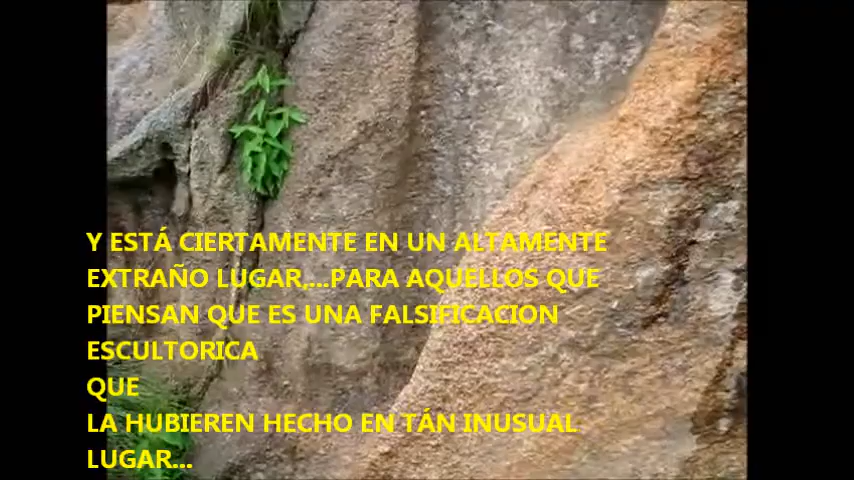 Y ESTÁ CIERTAMENTE EN UN ALTAMENTE
EXTRAÑO LUGAR,...PARA AQUELLOS QUE
PIENSAN QUE ES UNA FALSIFICACION
ESCULTORICA
QUE
LA HUBIEREN HECHO EN TÁN INUSUAL
LUGAR...